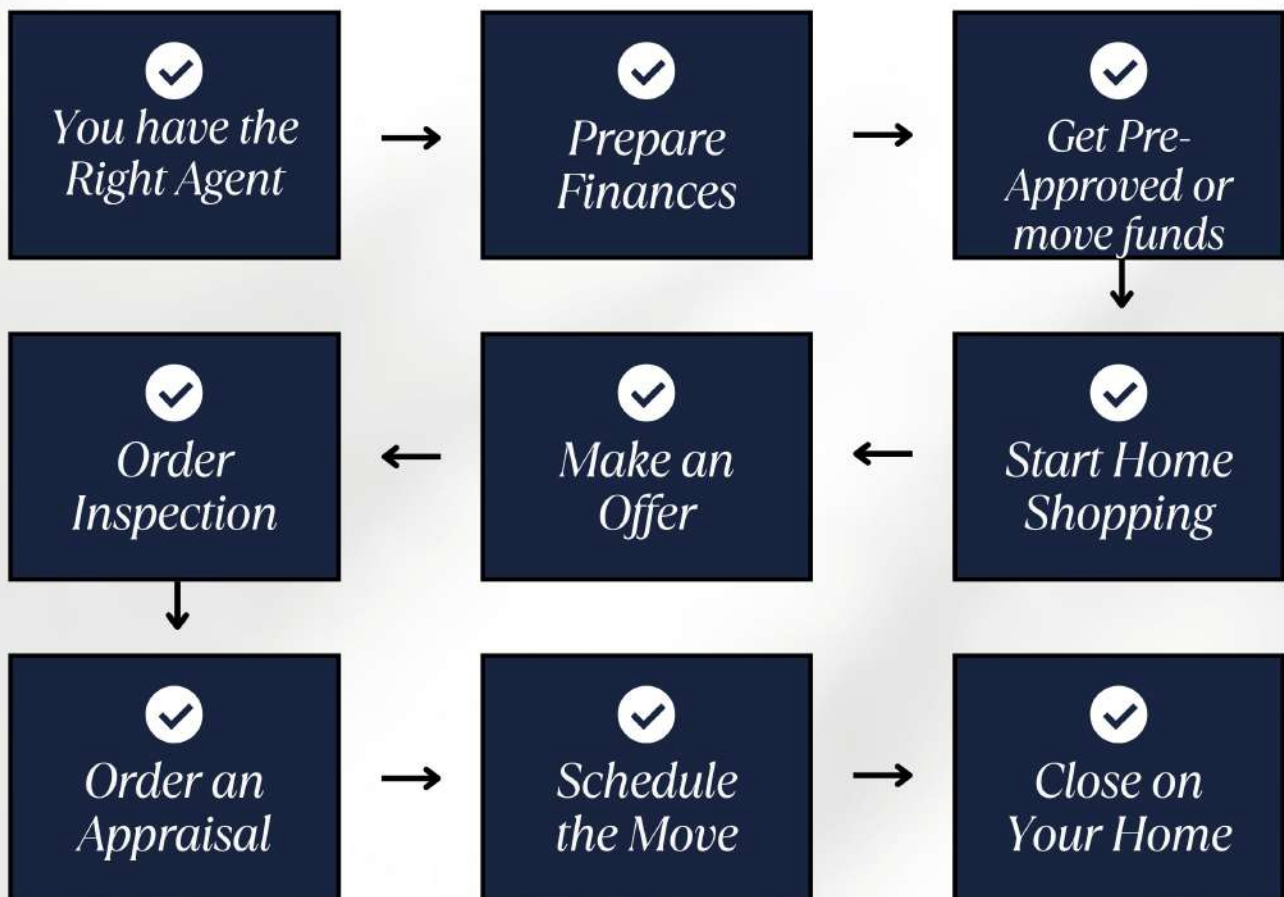 You have the
Right Agent
Prepare
Finances
Get Pre-
Approved or
move funds
Start Home
Shopping
Make an
Offer
Order
Inspection
Order an
Appraisal
Schedule
the Move
Close on
Your Home